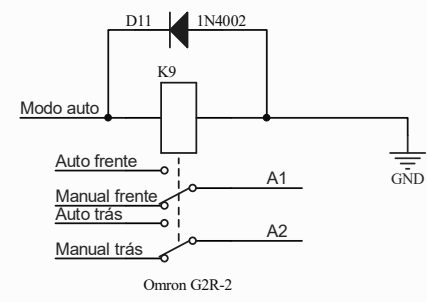 D11 1N4002
K9
Modo auto
GND
Auto frente
A1
Manual frente
Auto trás
A2
Manual trás
Omron G2R-2